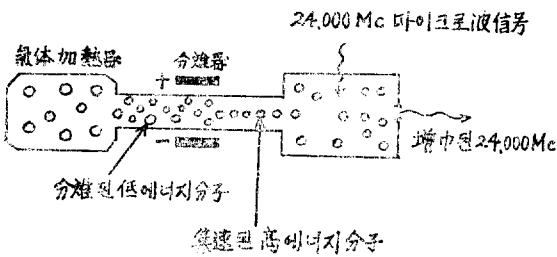 24,000 Mc 마이크로波信号
氣体加熱器
分離器
+
-
增巾된 24,000Mc
分離된 低에너지分子
集速된 高에너지分子